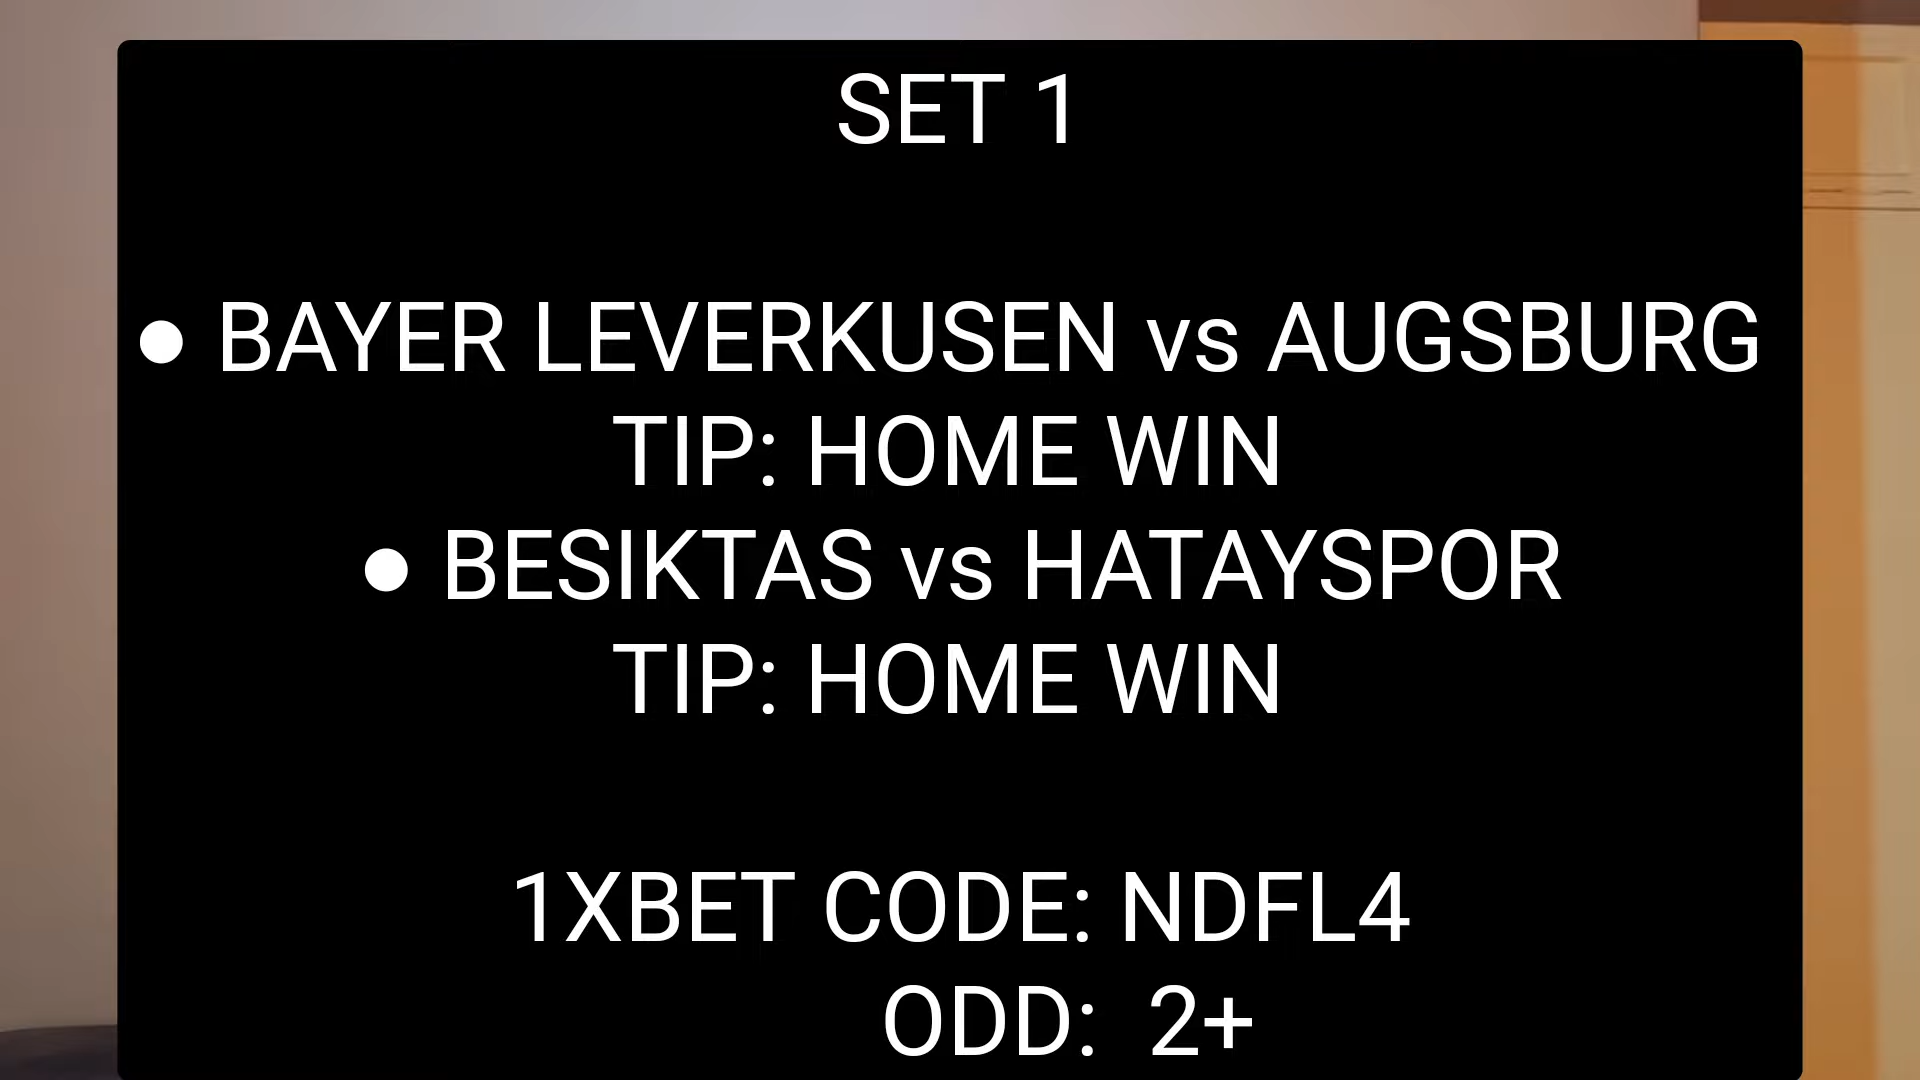 SET 1
● BAYER LEVERKUSEN vs AUGSBURG
TIP: HOME WIN
● BESIKTAS vs HATAYSPOR
TIP: HOME WIN
1XBET CODE: NDFL4
ODD: 2+